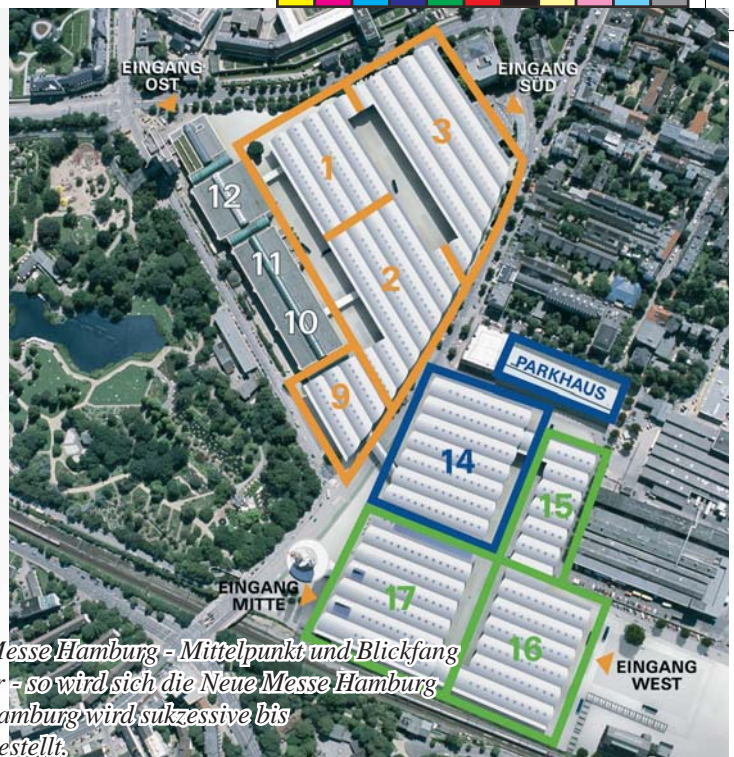 EINGANG
OST
EINGANG
SÜD
3
1
12
11
2
10
PARKHAUS
9
14
15
EINGANG
MITTE
17
16
EINGANG
WEST
Messe Hamburg - Mittelpunkt und Blickfang
- so wird sich die Neue Messe Hamburg
amburg wird sukzessive bis
estellt.